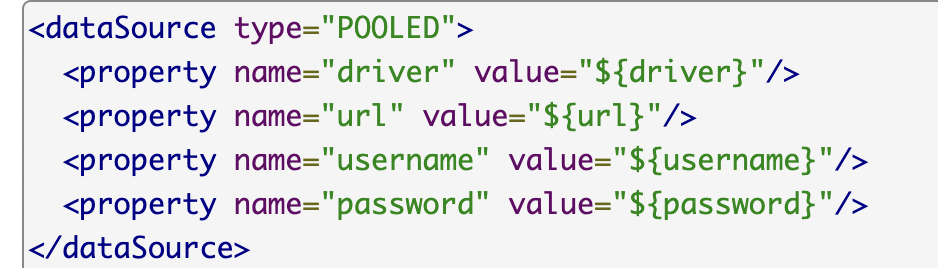 <dataSource type="POOLED">
  <property name="driver" value="${driver}"/>
  <property name="url" value="${url}"/>
  <property name="username" value="${username}"/>
  <property name="password" value="${password}"/>
</dataSource>